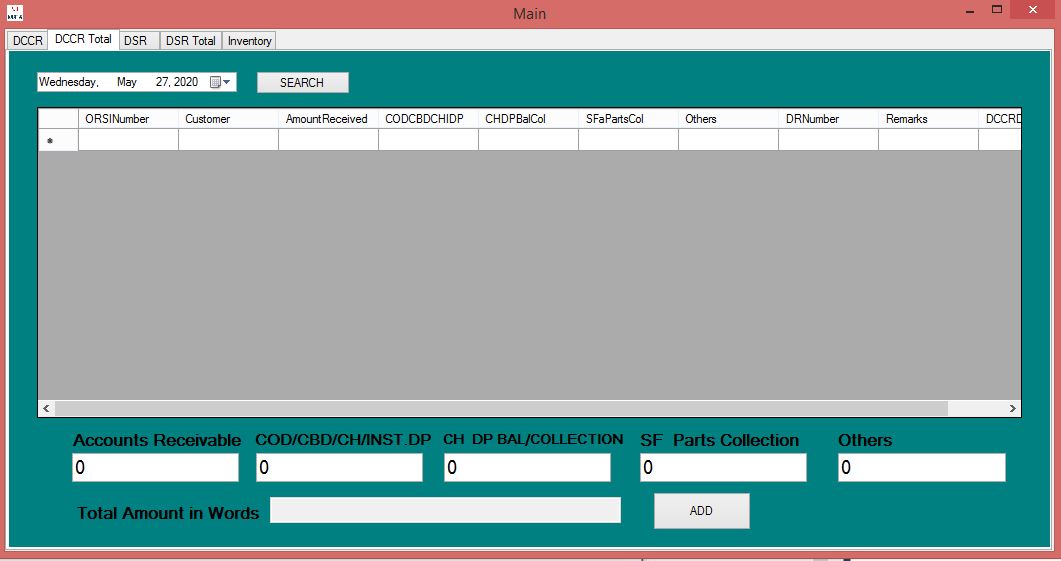 Main
DCCR DCCR Total DSR DSR Total Inventory
Wednesday, May 27, 2020 SEARCH
ORSINumber Customer AmountReceived CODCBDCHIDP CHDPBalCol SFaPartsCol Others DRNumber Remarks DCCRD
*
Accounts Receivable COD/CBD/CH/INST.DP CH DP BAL/COLLECTION SF Parts Collection Others
0 0 0 0 0
Total Amount in Words ADD